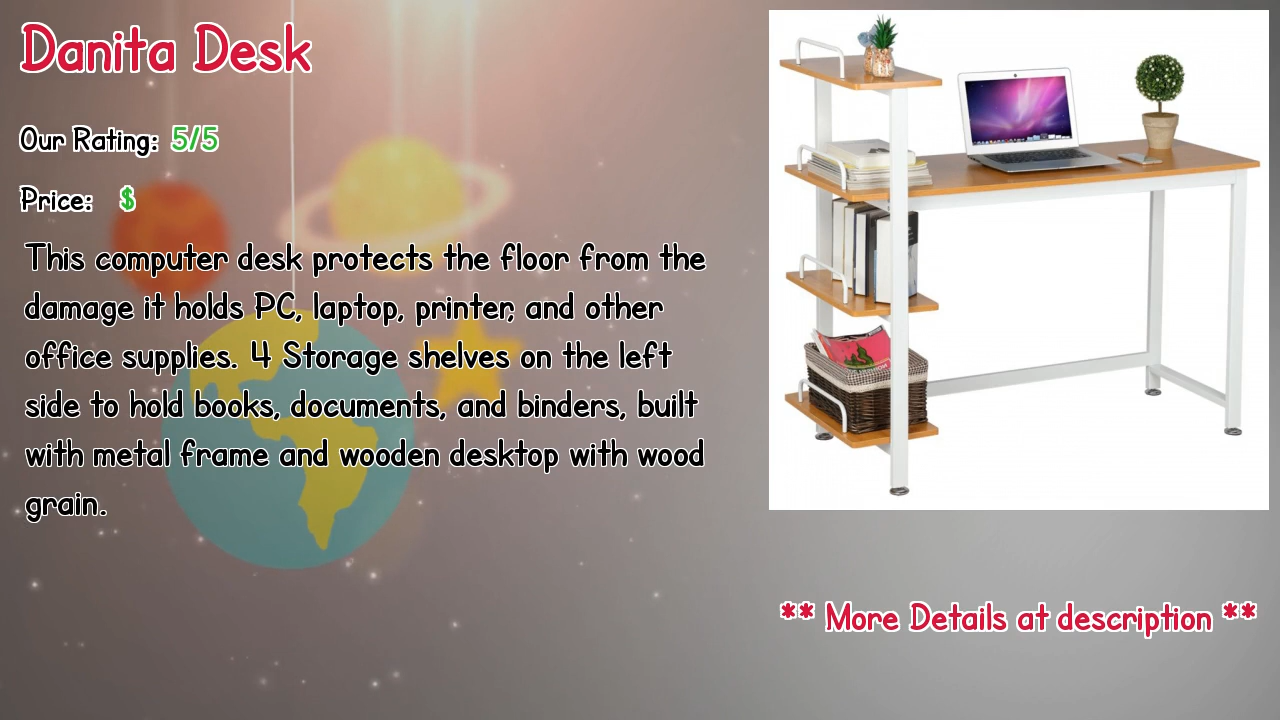 Danita Desk
Our Rating: 5/5
Price: $
This computer desk protects the floor from the
damage it holds PC, laptop, printer, and other
office supplies. 4 Storage shelves on the left
side to hold books, documents, and binders, built
with metal frame and wooden desktop with wood
grain.
** More Details at description **